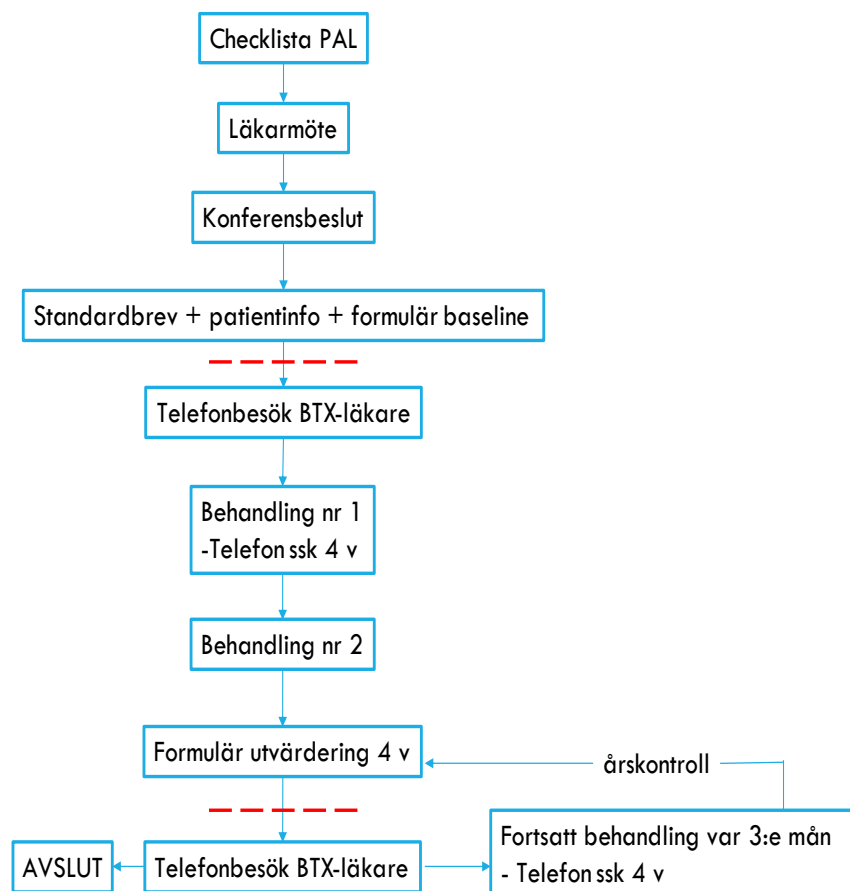 Checklista PAL
Läkarmöte
Konferensbeslut
Standardbrev + patientinfo + formulär baseline
Telefonbesök BTX-läkare
Behandling nr 1
-Telefon ssk 4 v
Behandling nr 2
Formulär utvärdering 4 v
årskontroll
AVSLUT
Telefonbesök BTX-läkare
Fortsatt behandling var 3:e mån
- Telefon ssk 4 v